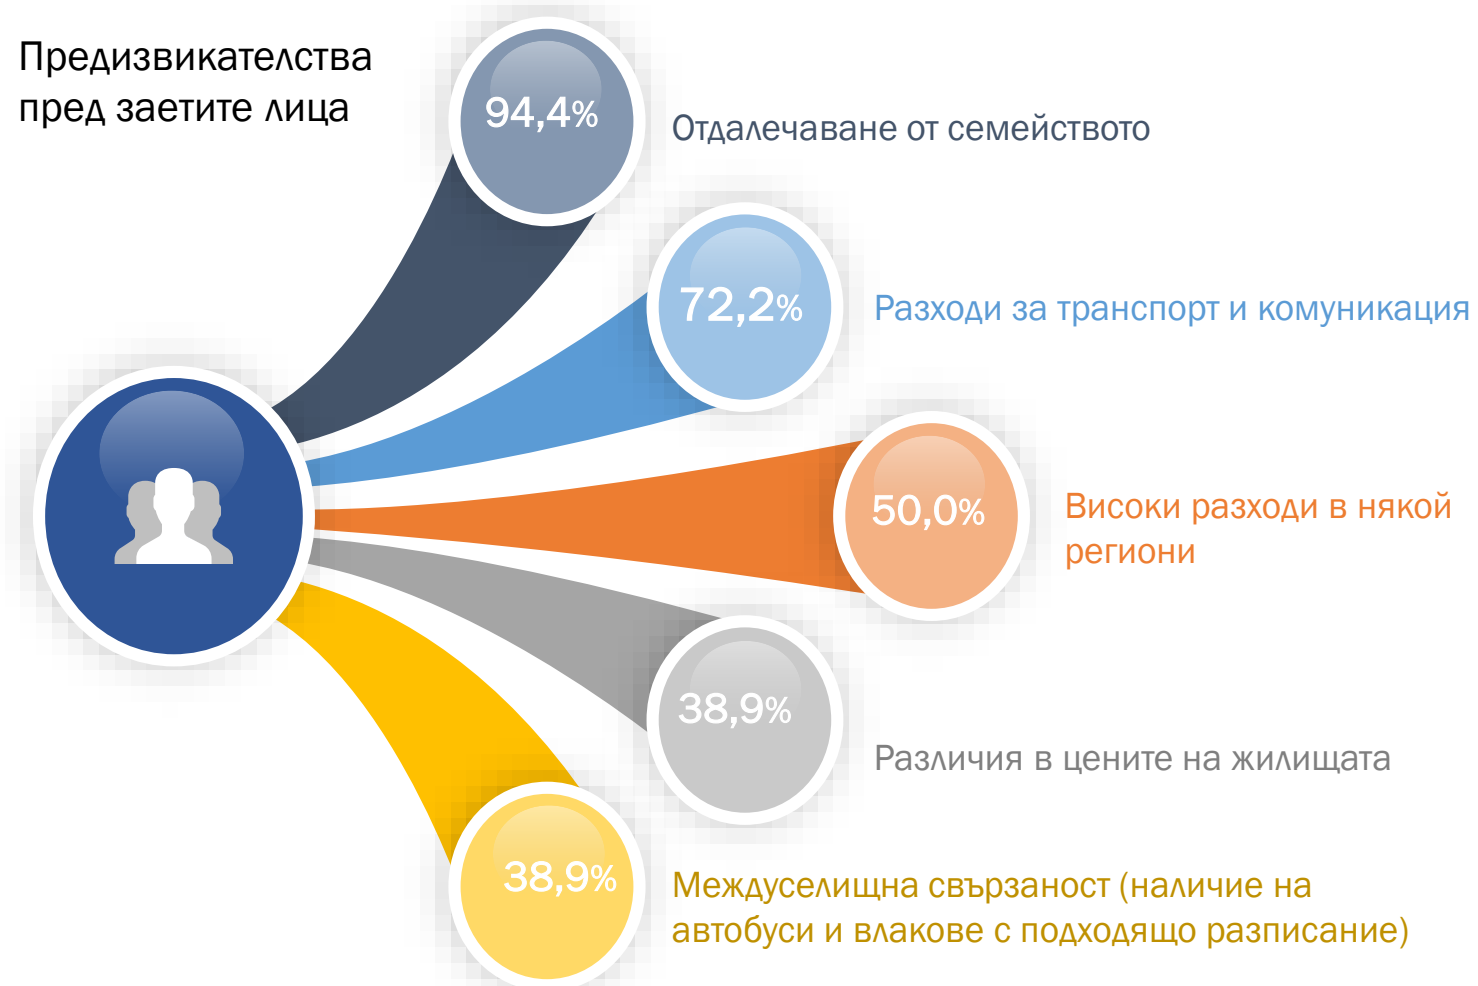 Предизвикателства
пред заетите лица
94,4%
Отдалечаване от семейството
72,2%
Разходи за транспорт и комуникация
50,0%
Високи разходи в някой
региони
38,9%
Различия в цените на жилищата
38,9%
Междуселищна свързаност (наличие на
автобуси и влакове с подходящо разписание)